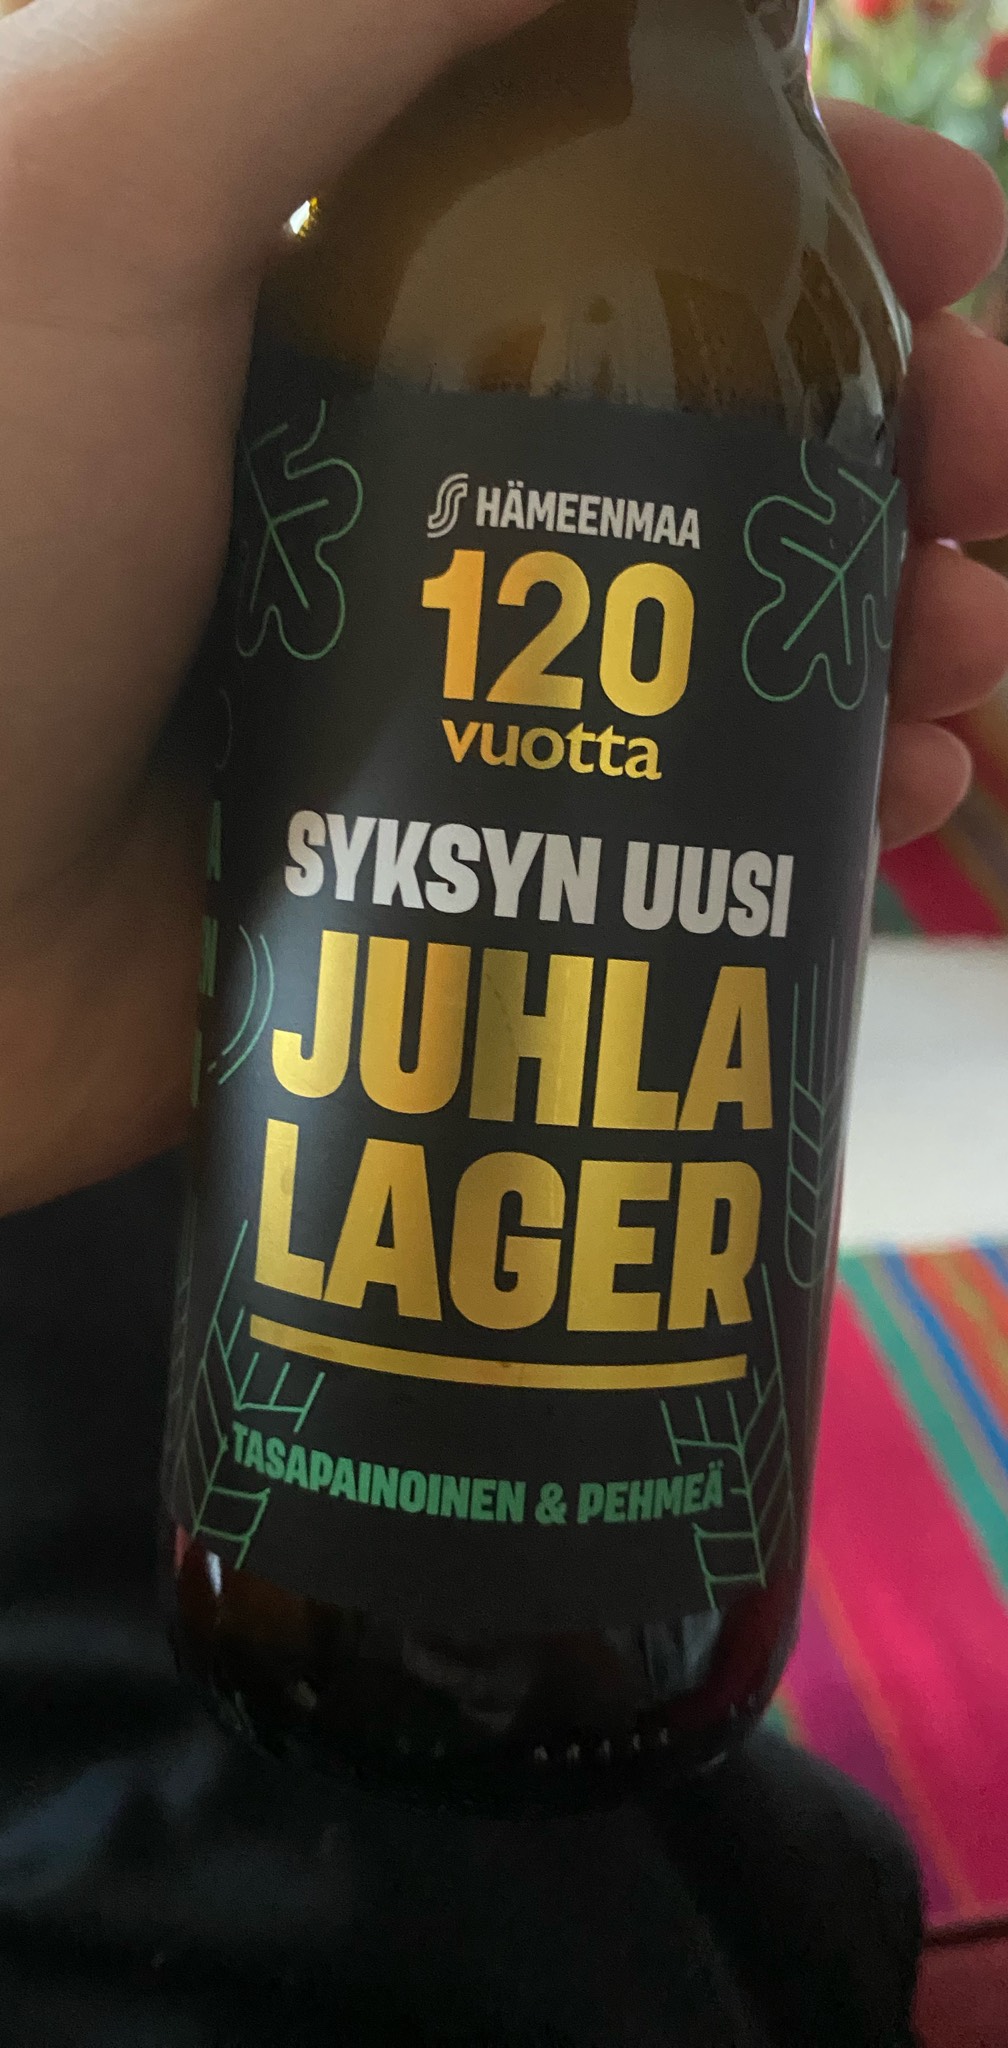 HÄMEENMAA
120
vuotta
SYKSYN UUSI
JUHLA
LAGER
TASAPAINOINEN & PEHMEÄ